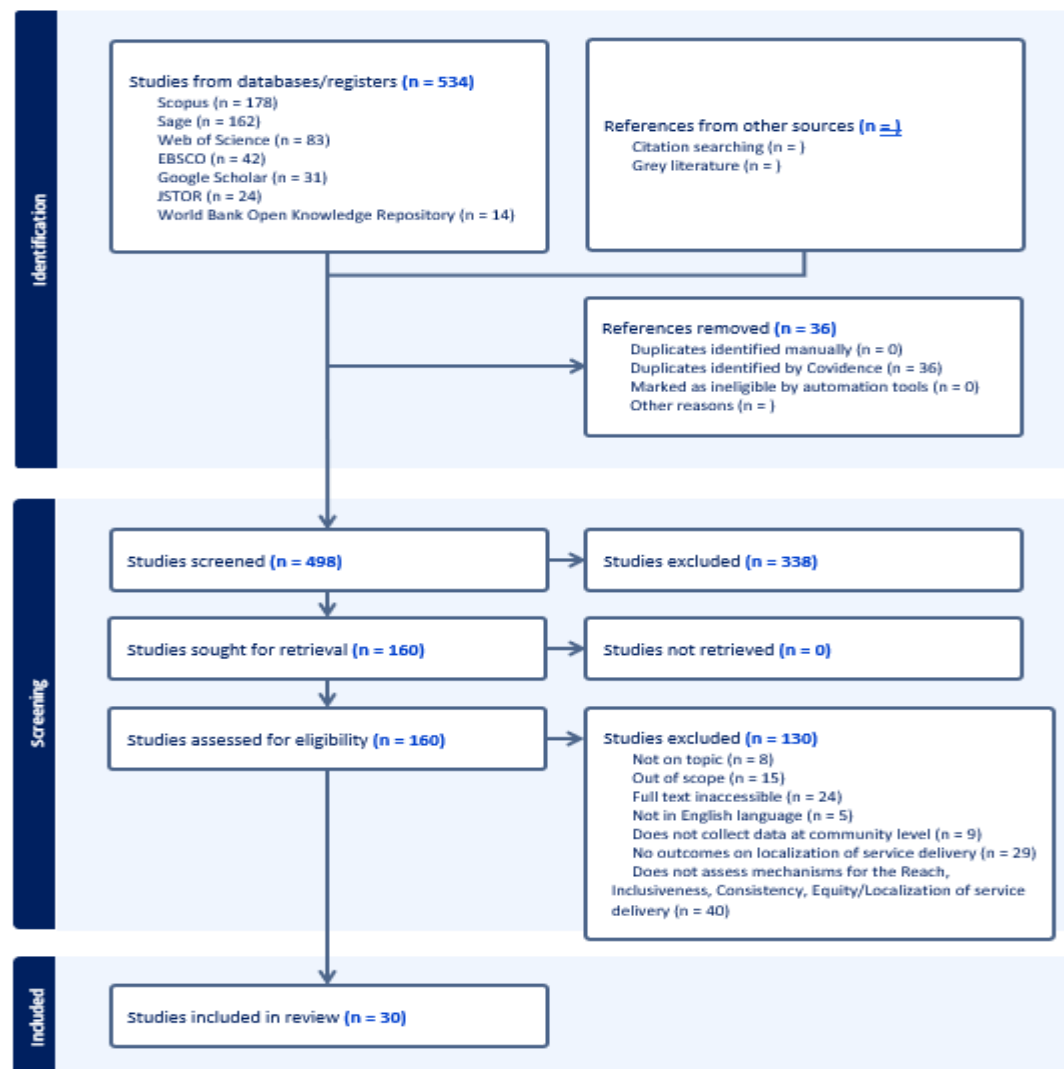 Identification
Studies from databases/registers (n = 534)
Scopus (n = 178)
Sage (n = 162)
Web of Science (n = 83)
EBSCO (n = 42)
Google Scholar (n = 31)
JSTOR (n = 24)
World Bank Open Knowledge Repository (n = 14)
References from other sources (n = )
Citation searching (n = )
Grey literature (n = )
References removed (n = 36)
Duplicates identified manually (n = 0)
Duplicates identified by Covidence (n = 36)
Marked as ineligible by automation tools (n = 0)
Other reasons (n = )
Screening
Studies screened (n = 498)
Studies excluded (n = 338)
Studies sought for retrieval (n = 160)
Studies not retrieved (n = 0)
Studies assessed for eligibility (n = 160)
Studies excluded (n = 130)
Not on topic (n = 8)
Out of scope (n = 15)
Full text inaccessible (n = 24)
Not in English language (n = 5)
Does not collect data at community level (n = 9)
No outcomes on localization of service delivery (n = 29)
Does not assess mechanisms for the Reach,
Inclusiveness, Consistency, Equity/Localization of service
delivery (n = 40)
Included
Studies included in review (n = 30)